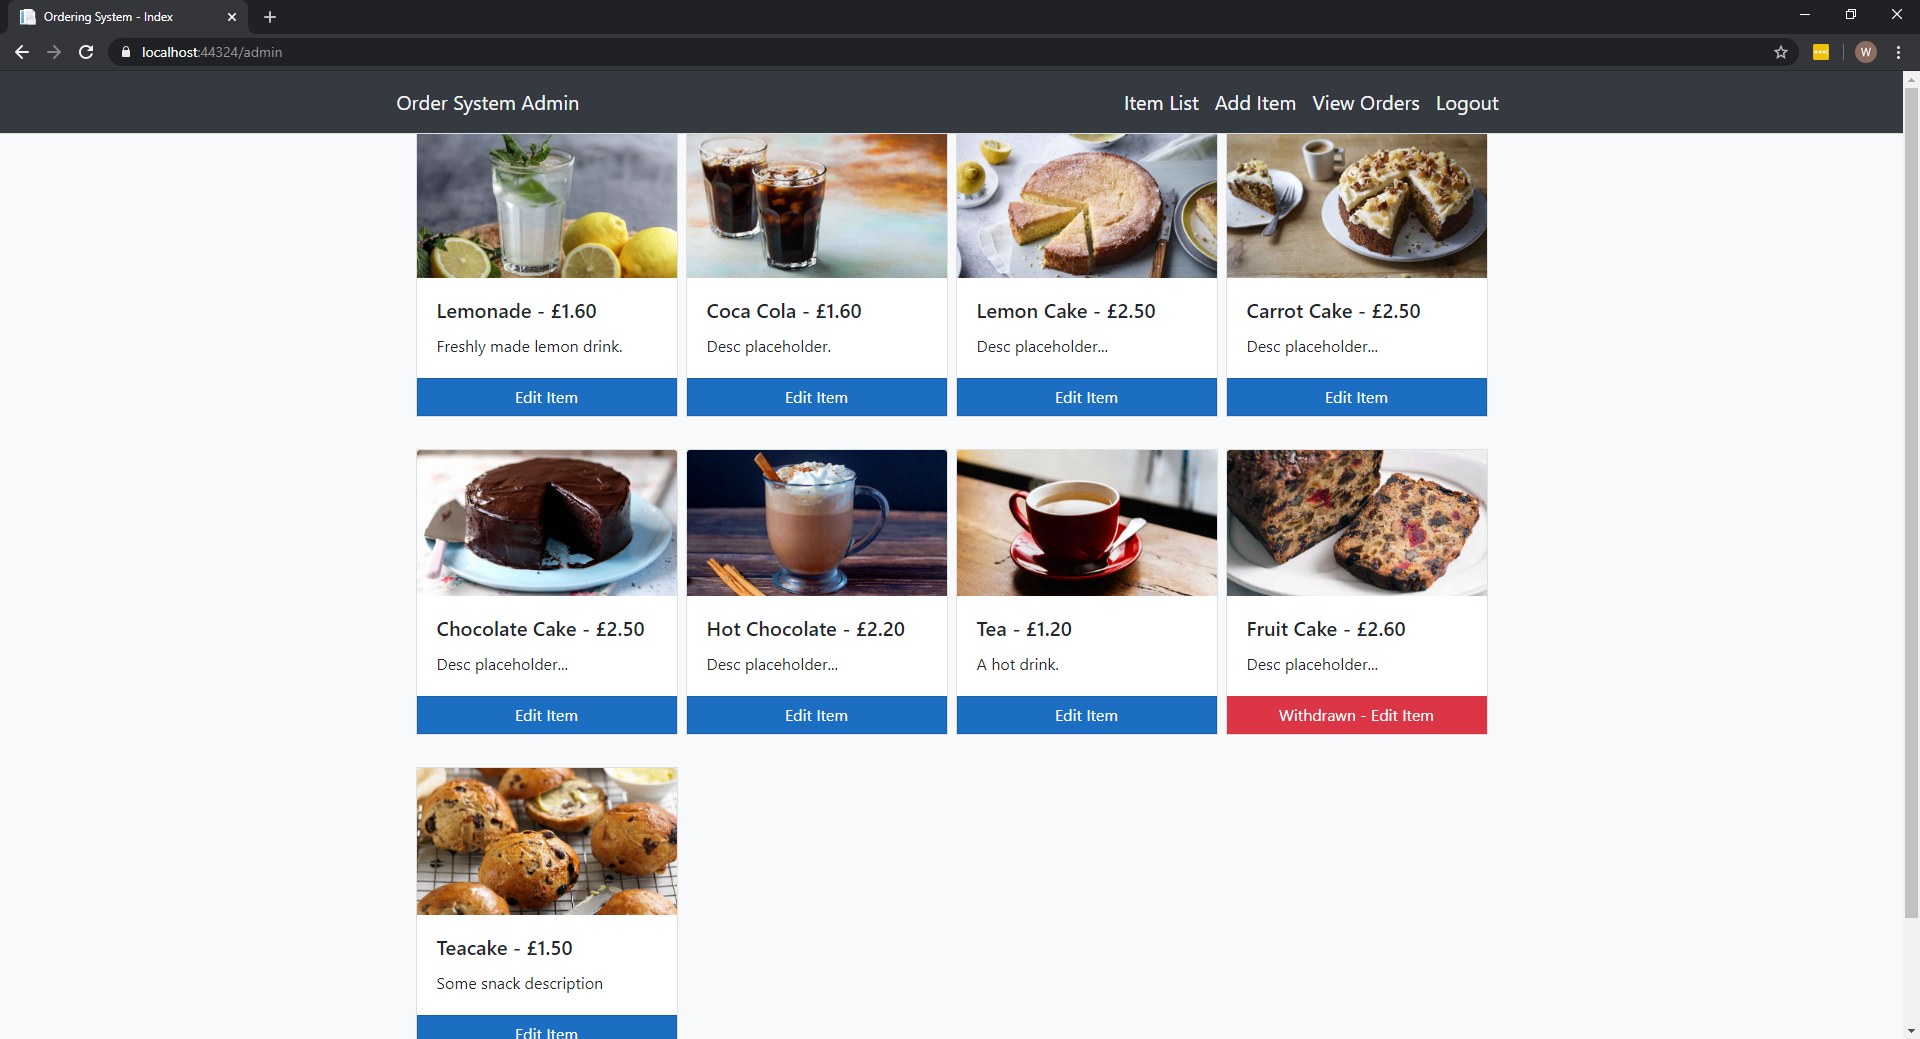 Ordering System - Index
localhost:44324/admin
W
Order System Admin
Item List Add Item View Orders Logout
Lemonade - £1.60
Freshly made lemon drink.
Edit Item
Coca Cola - £1.60
Desc placeholder.
Edit Item
Lemon Cake - £2.50
Desc placeholder...
Edit Item
Carrot Cake - £2.50
Desc placeholder...
Edit Item
Chocolate Cake - £2.50
Desc placeholder...
Edit Item
Hot Chocolate - £2.20
Desc placeholder...
Edit Item
Tea - £1.20
A hot drink.
Edit Item
Fruit Cake - £2.60
Desc placeholder...
Withdrawn - Edit Item
Teacake - £1.50
Some snack description
Edit Item